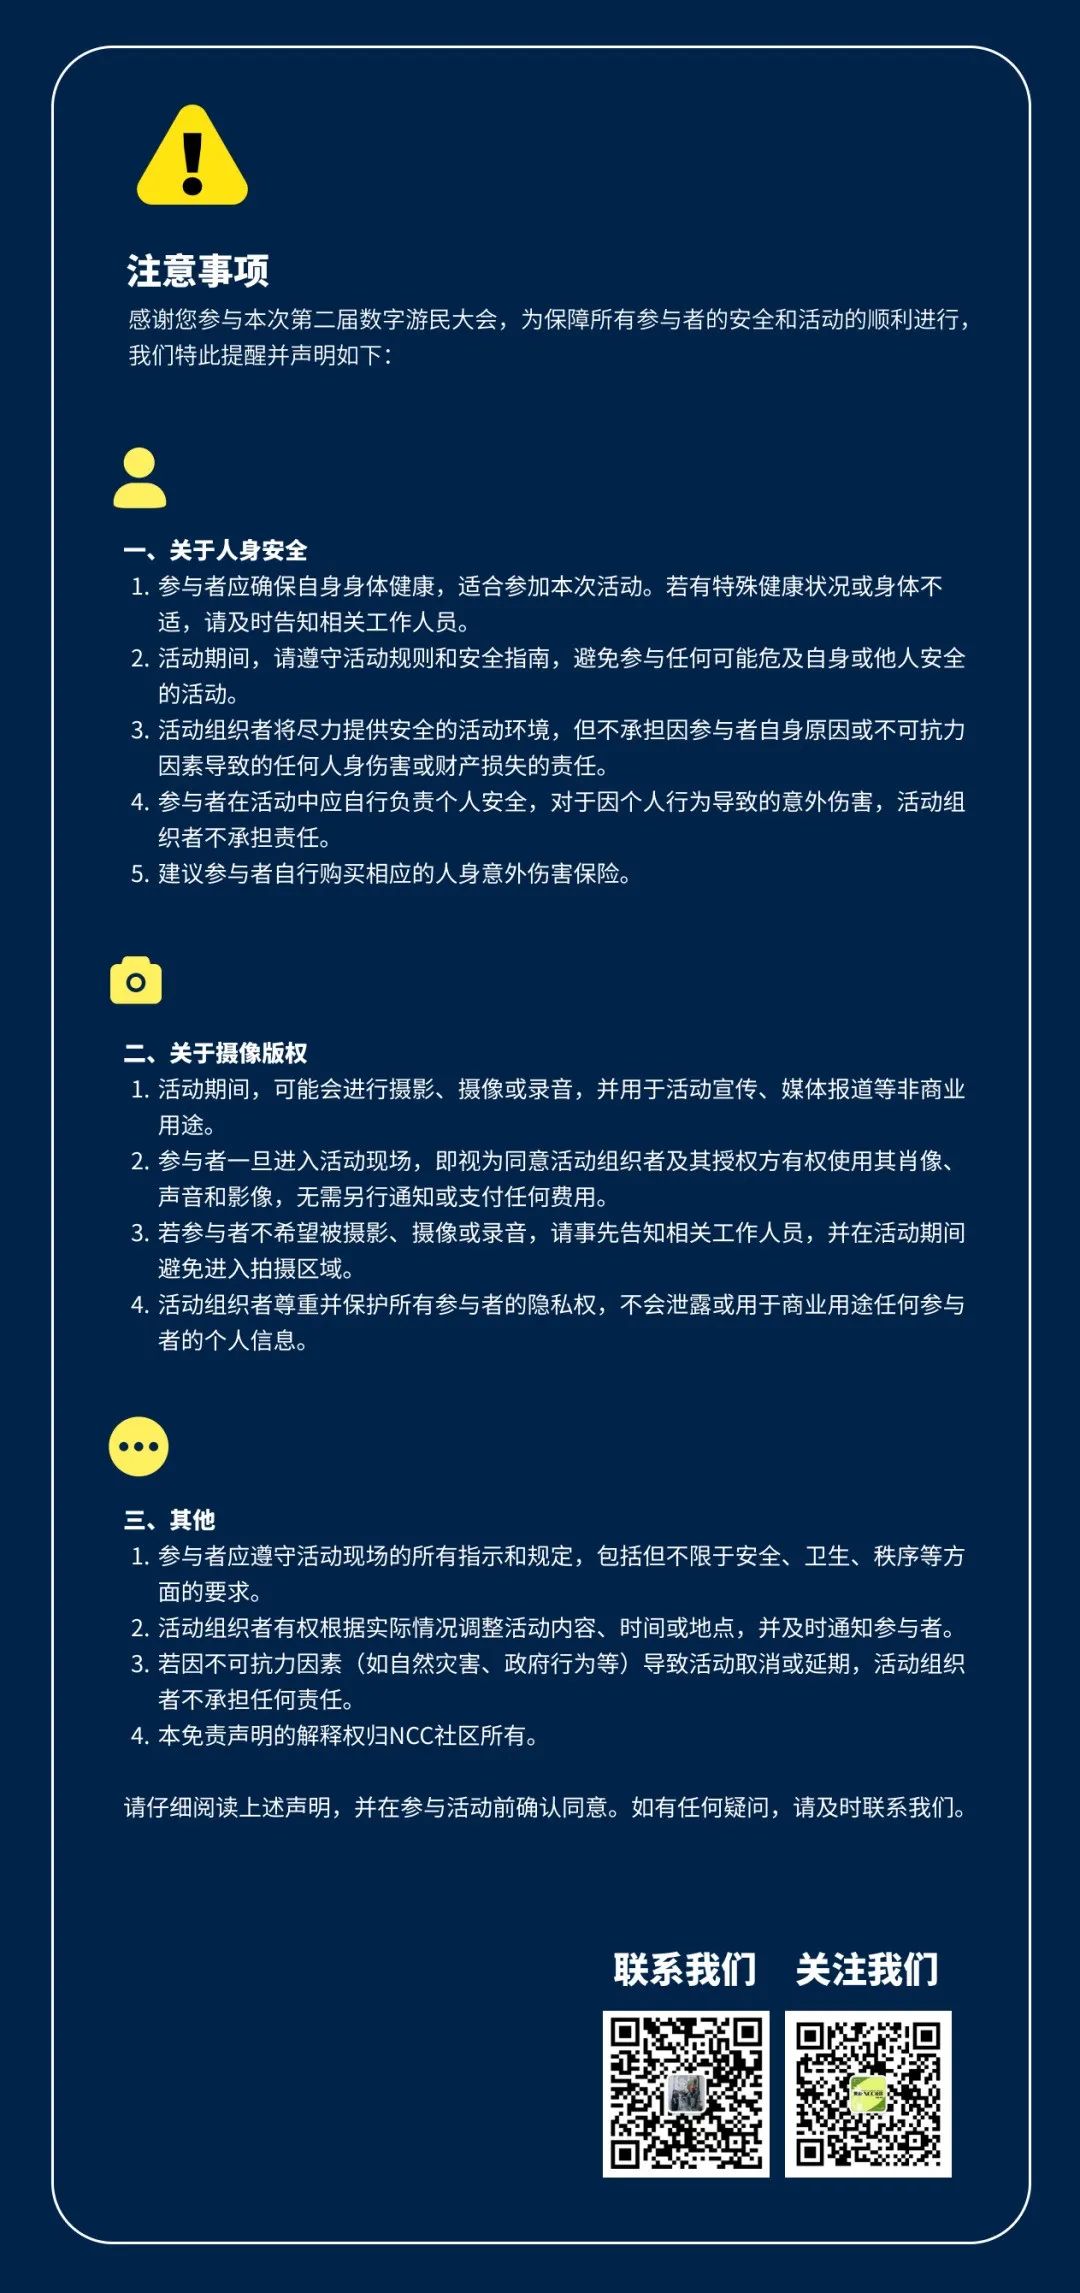 注意事项
感谢您参与本次第二届数字游民大会，为保障所有参与者的安全和活动的顺利进行，
我们特此提醒并声明如下：
一、关于人身安全
1. 参与者应确保自身身体健康，适合参加本次活动。若有特殊健康状况或身体不
适，请及时告知相关工作人员。
2. 活动期间，请遵守活动规则和安全指南，避免参与任何可能危及自身或他人安全
的活动。
3. 活动组织者将尽力提供安全的活动环境，但不承担因参与者自身原因或不可抗力
因素导致的任何人身伤害或财产损失的责任。
4. 参与者在活动中应自行负责个人安全，对于因个人行为导致的意外伤害，活动组
织者不承担责任。
5. 建议参与者自行购买相应的人身意外伤害保险。
二、关于摄像版权
1. 活动期间，可能会进行摄影、摄像或录音，并用于活动宣传、媒体报道等非商业
用途。
2. 参与者一旦进入活动现场，即视为同意活动组织者及其授权方有权使用其肖像、
声音和影像，无需另行通知或支付任何费用。
3. 若参与者不希望被摄影、摄像或录音，请事先告知相关工作人员，并在活动期间
避免进入拍摄区域。
4. 活动组织者尊重并保护所有参与者的隐私权，不会泄露或用于商业用途任何参与
者的个人信息。
三、其他
1. 参与者应遵守活动现场的所有指示和规定，包括但不限于安全、卫生、秩序等方
面的要求。
2. 活动组织者有权根据实际情况调整活动内容、时间或地点，并及时通知参与者。
3. 若因不可抗力因素（如自然灾害、政府行为等）导致活动取消或延期，活动组织
者不承担任何责任。
4. 本免责声明的解释权归NCC社区所有。
请仔细阅读上述声明，并在参与活动前确认同意。如有任何疑问，请及时联系我们。
联系我们 关注我们